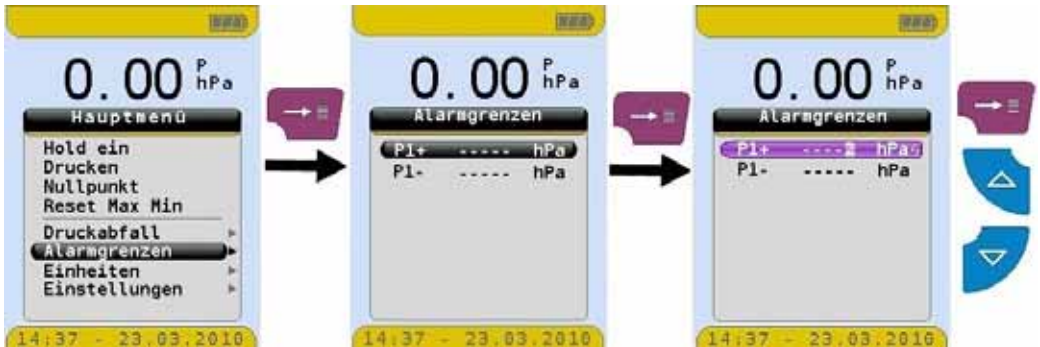 0.00 P hPa
Hauptmenü
Hold ein
Drucken
Nullpunkt
Reset Max Min
Druckabfall
Alarmgrenzen
Einheiten
Einstellungen
14:37 - 23.03.2010
0.00 P hPa
Alarmgrenzen
P1+ ----- hPa
P1- ----- hPa
14:37 - 23.03.2010
0.00 P hPa
Alarmgrenzen
P1+ ---- hPa
P1- ----- hPa
14:37 - 23.03.2010